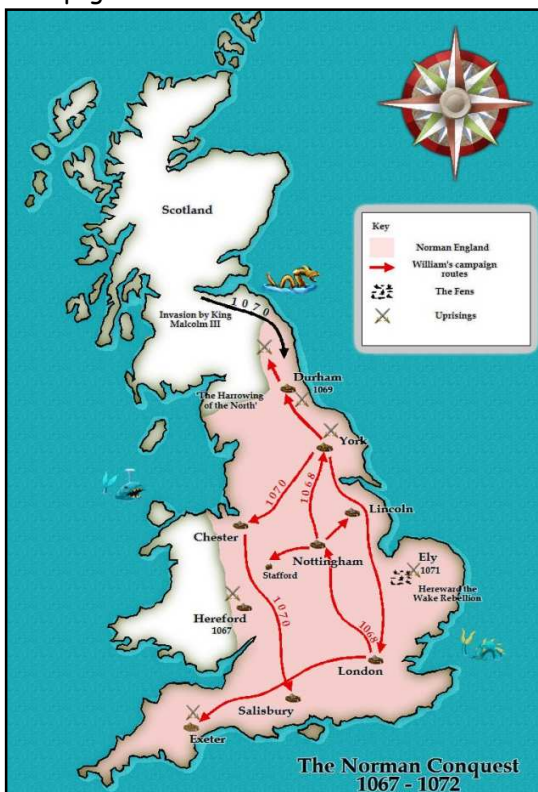 Scotland
Key
Norman England
William's campaign
routes
The Fens
Uprisings
1070
Invasion by King
Malcolm III
Durham
1069
'The Harrowing
of the North'
York
1070
1068
Lincoln
Chester
Nottingham
Stafford
Ely
1071
Hereward the
Wake Rebellion
Hereford
1067
1070
1068
London
Salisbury
Exeter
The Norman Conquest
1067 - 1072